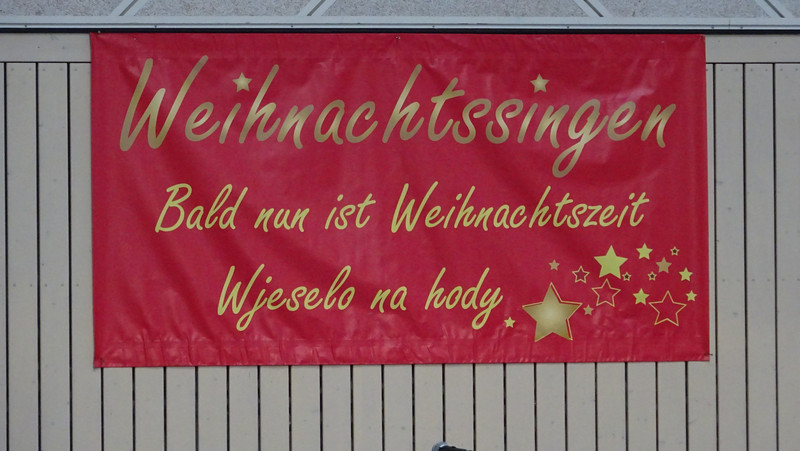 Weihnachtssingen
Bald nun ist Weihnachtszeit
Wjeselo na hody